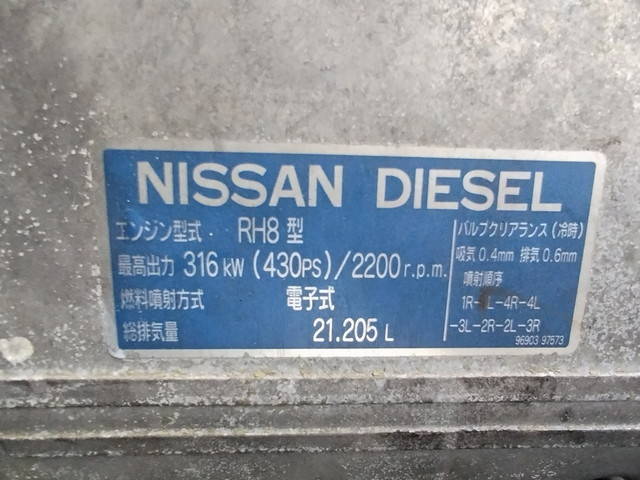 NISSAN DIESEL
エンジン型式 RH8 型
最高出力 316 kW (430PS)/2200 r.p.m.
燃料噴射方式 電子式
総排気量 21.205 L
バルブクリアランス (冷時)
吸気 0.4mm 排気 0.6mm
噴射順序
1R- L-4R-4L
-3L-2R-2L-3R
96903 97573